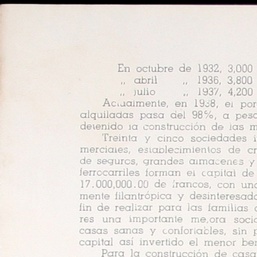 En octubre de 1932, 3,000
,, abril ,, 1936, 3,800
,, julio ,, 1937, 4,200
Actualmente, en 1938, el por
alquiladas pasa del 98%, a pesa
detenido la construcción de las m
Treinta y cinco sociedades i
merciales, establecimientos de cr
de seguros, grandes almacenes y
ferrocarriles forman el capital de
17.000,000.00 de francos, con una
mente filantrópica y desinteresad
fin de realizar para las familias o
res una importante mejora socia
casas sanas y confortables, sin p
capital así invertido el menor ben
Para la construcción de casa